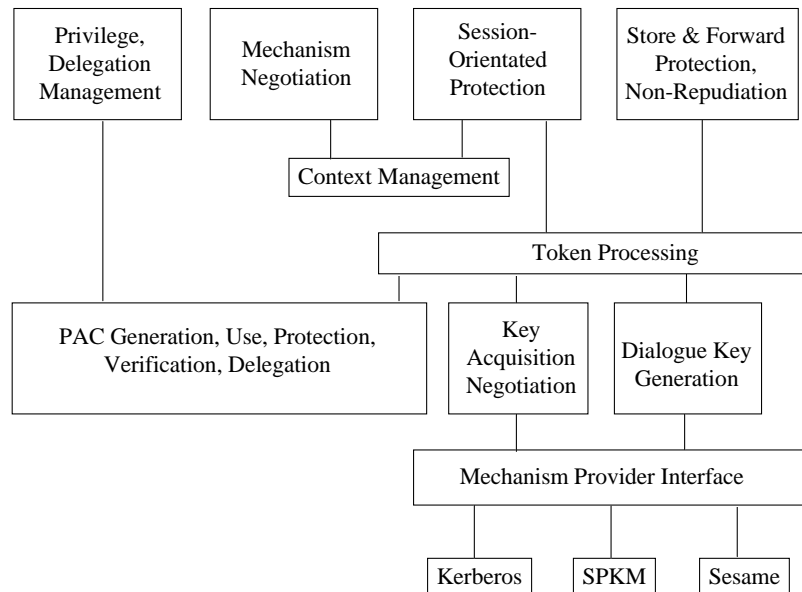 Privilege,
Delegation
Management
Mechanism
Negotiation
Session-
Orientated
Protection
Store & Forward
Protection,
Non-Repudiation
Context Management
Token Processing
PAC Generation, Use, Protection,
Verification, Delegation
Key
Acquisition
Negotiation
Dialogue Key
Generation
Mechanism Provider Interface
Kerberos
SPKM
Sesame